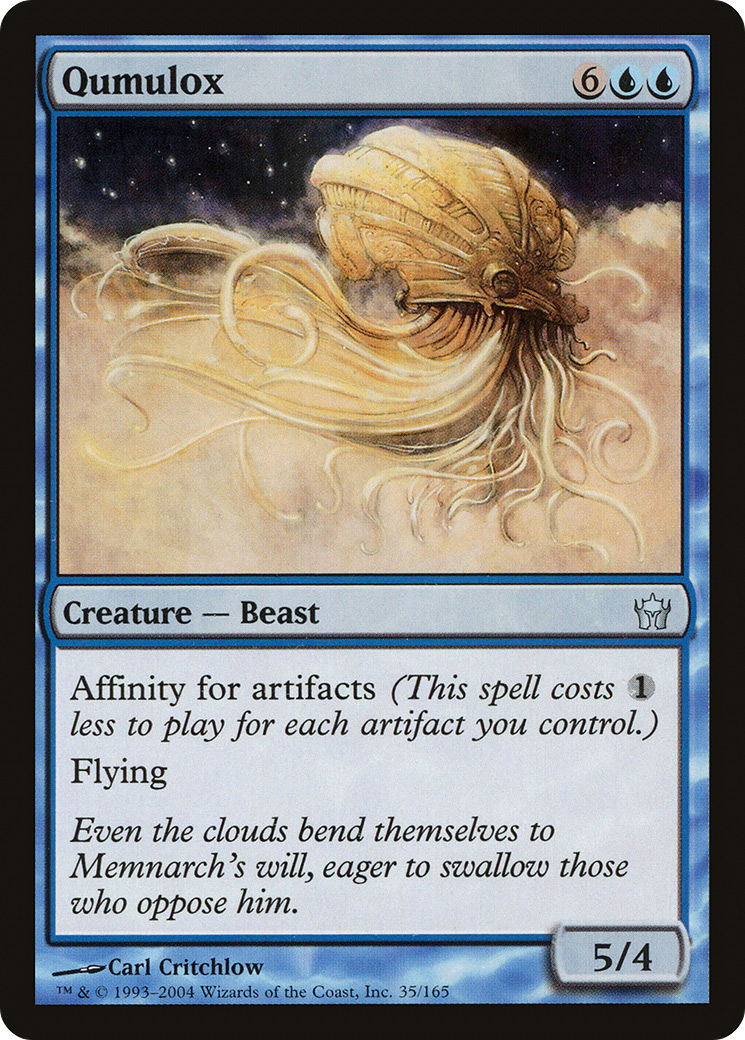 Qumulox 6
Creature — Beast
Affinity for artifacts (This spell costs 1
less to play for each artifact you control.)
Flying
Even the clouds bend themselves to
Memnarch's will, eager to swallow those
who oppose him.
5/4
Carl Critchlow
™ & © 1993–2004 Wizards of the Coast, Inc. 35/165